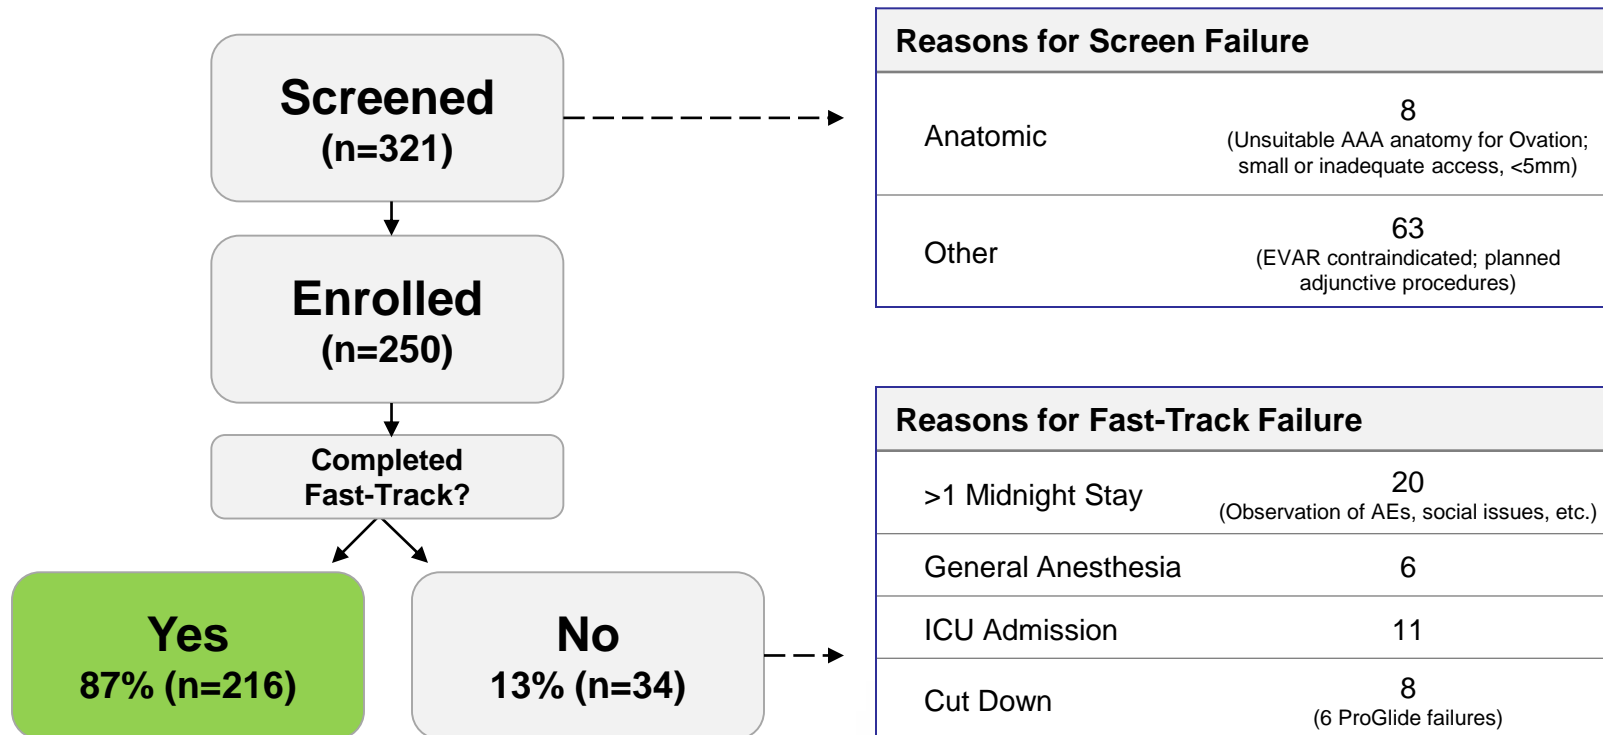 Screened
(n=321)
Enrolled
(n=250)
Completed
Fast-Track?
Yes
87% (n=216)
No
13% (n=34)
Reasons for Screen Failure
Anatomic
8
(Unsuitable AAA anatomy for Ovation;
small or inadequate access, <5mm)
Other
63
(EVAR contraindicated; planned
adjunctive procedures)
Reasons for Fast-Track Failure
>1 Midnight Stay
20
(Observation of AEs, social issues, etc.)
General Anesthesia
6
ICU Admission
11
Cut Down
8
(6 ProGlide failures)